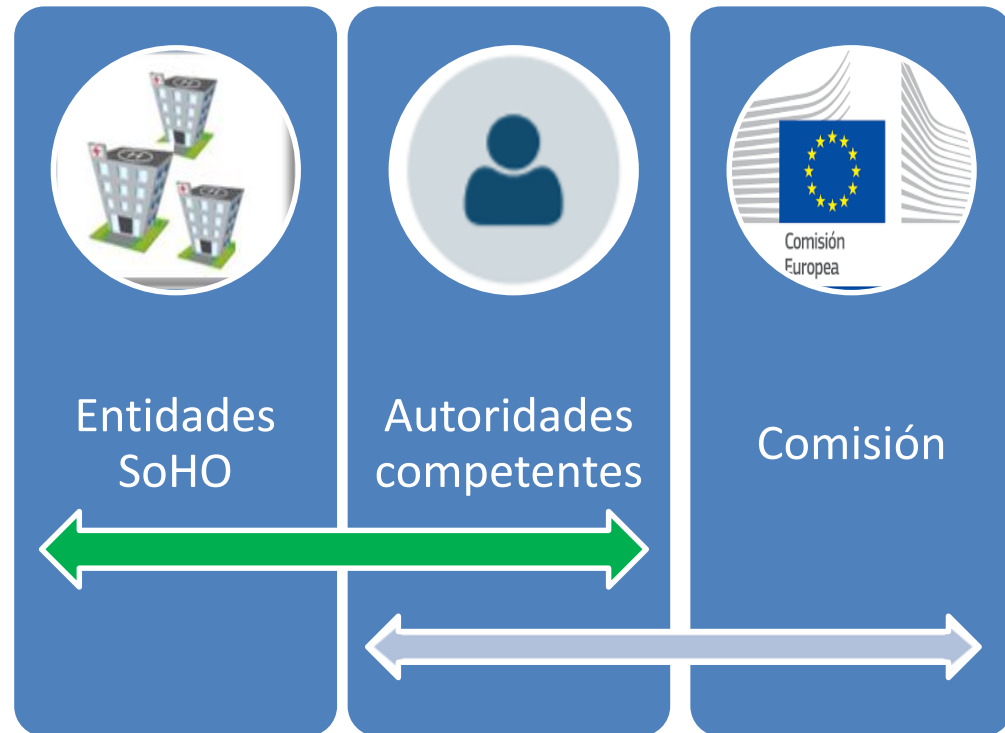 Comisión
Europea
Entidades
SoHO
Autoridades
competentes
Comisión